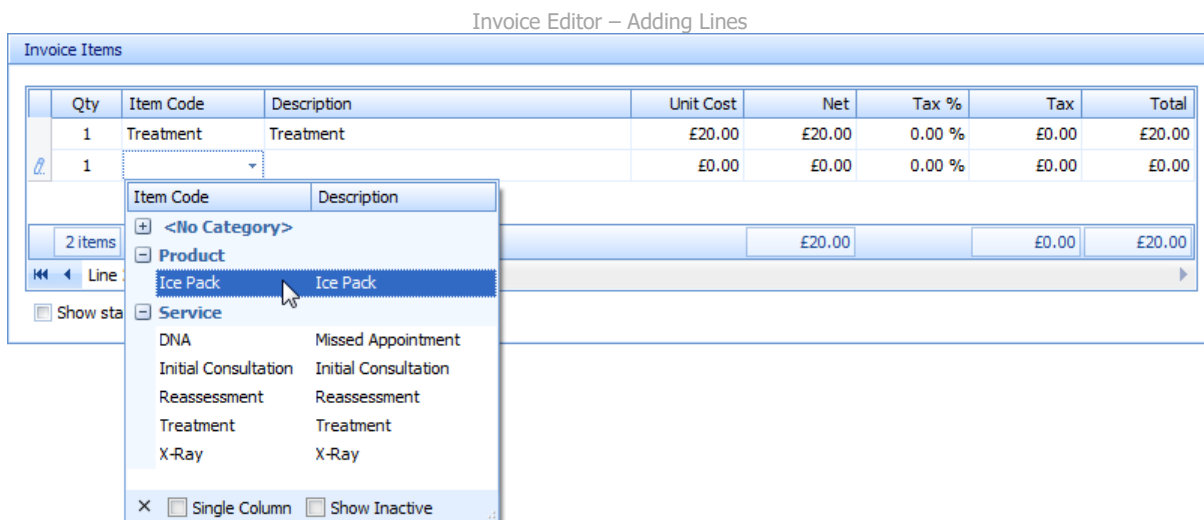 Invoice Editor – Adding Lines
Invoice Items
Qty Item Code Description Unit Cost Net Tax % Tax Total
1 Treatment Treatment £20.00 £20.00 0.00 % £0.00 £20.00
1 £0.00 £0.00 0.00 % £0.00 £0.00
Item Code Description
<No Category>
2 items £20.00 £0.00 £20.00
Product
Line
Ice Pack Ice Pack
Show sta
Service
DNA Missed Appointment
Initial Consultation Initial Consultation
Reassessment Reassessment
Treatment Treatment
X-Ray X-Ray
Single Column Show Inactive